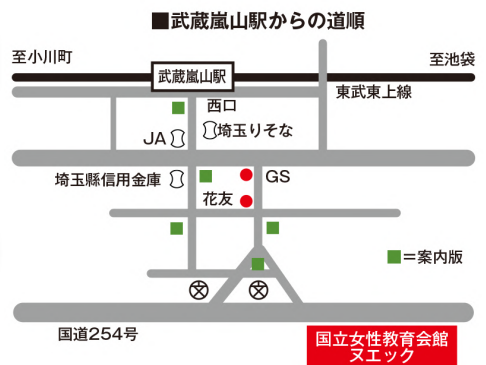 ■武蔵嵐山駅からの道順
至小川町
至池袋
武蔵嵐山駅
東武東上線
西口
JA
埼玉りそな
埼玉縣信用金庫
GS
花友
■＝案内版
国道254号
国立女性教育会館
ヌエック